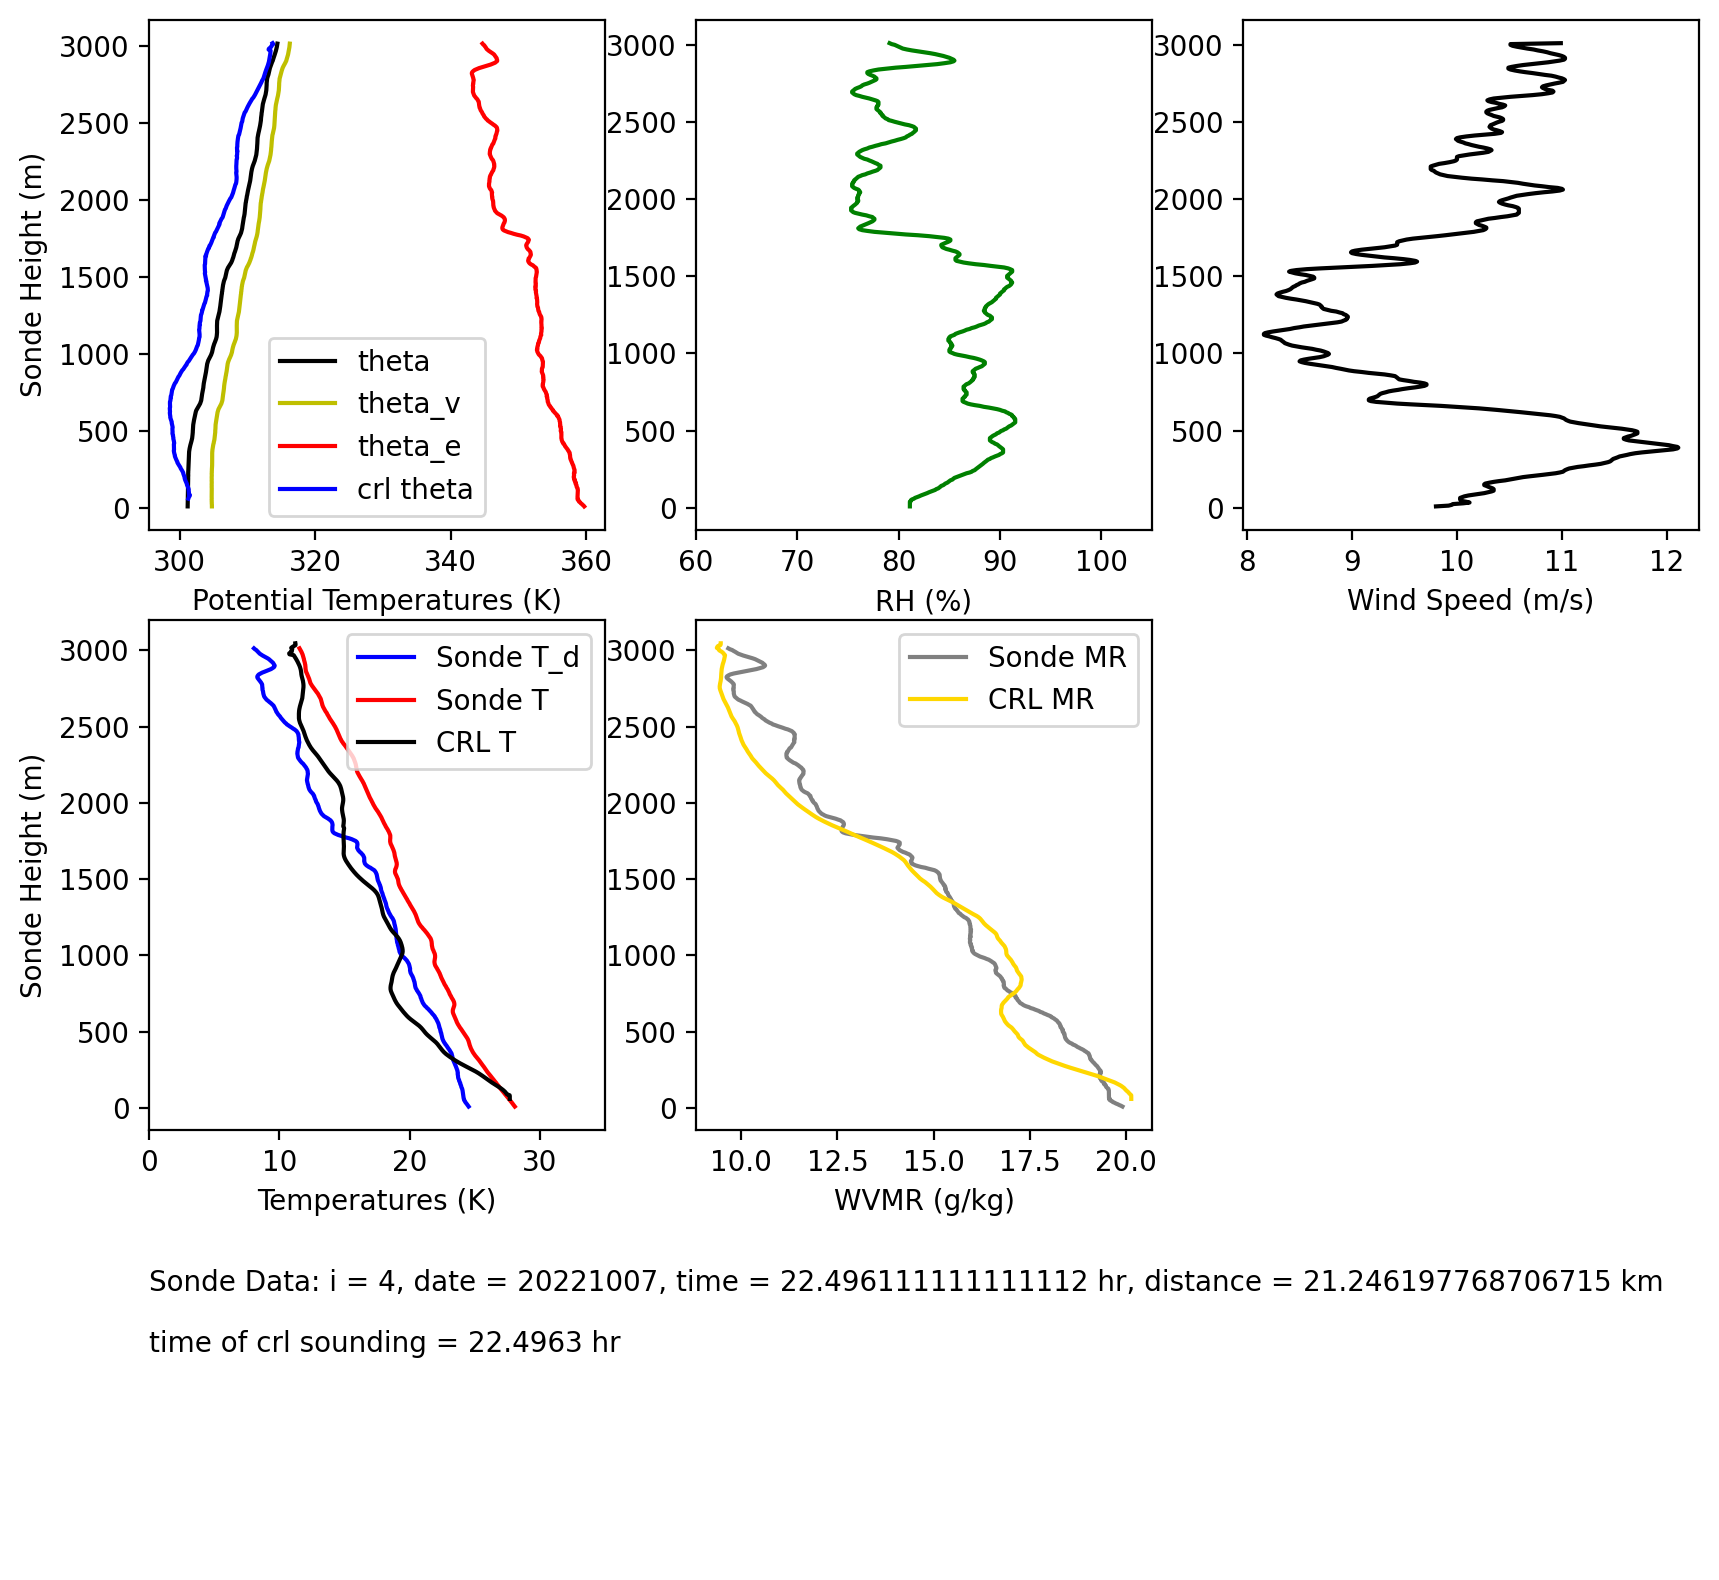 3000
2500
2000
1500
1000
500
0
Sonde Height (m)
300 320 340 360
Potential Temperatures (K)
theta
theta_v
theta_e
crl theta
3000
2500
2000
1500
1000
500
0
60 70 80 90 100
RH (%)
3000
2500
2000
1500
1000
500
0
8 9 10 11 12
Wind Speed (m/s)
3000
2500
2000
1500
1000
500
0
Sonde Height (m)
0 10 20 30
Temperatures (K)
Sonde T_d
Sonde T
CRL T
3000
2500
2000
1500
1000
500
0
10.0 12.5 15.0 17.5 20.0
WVMR (g/kg)
Sonde MR
CRL MR
Sonde Data: i = 4, date = 20221007, time = 22.496111111111112 hr, distance = 21.246197768706715 km
time of crl sounding = 22.4963 hr